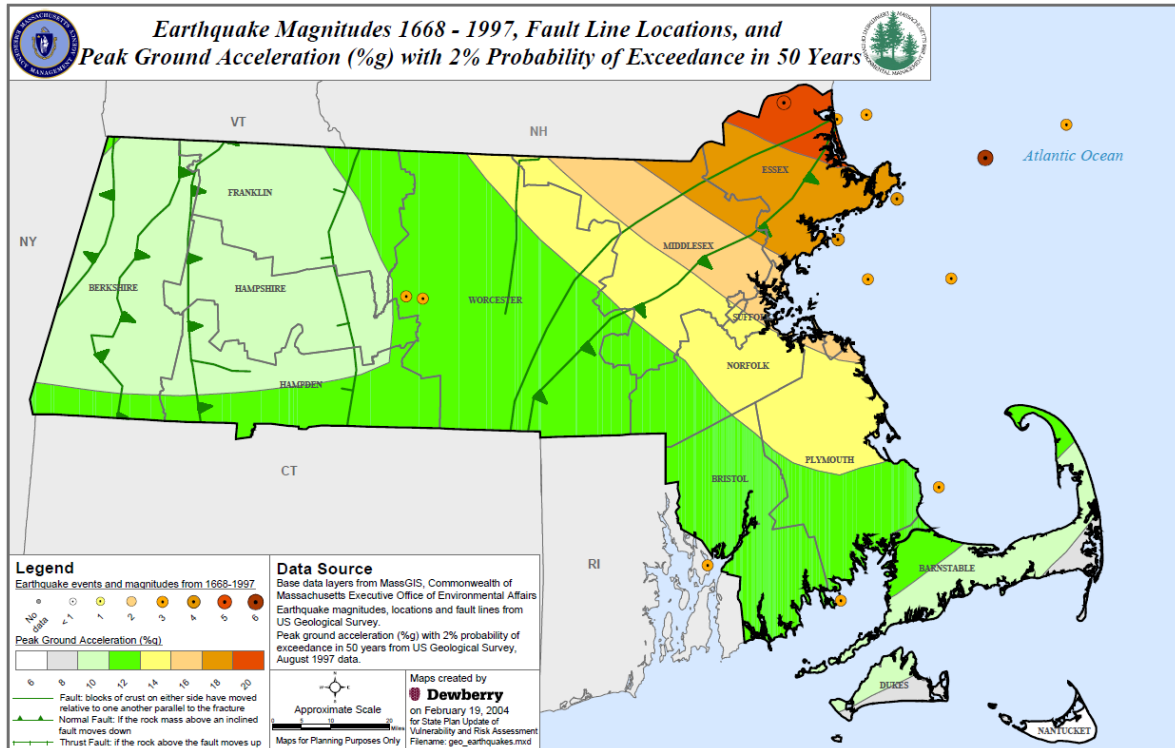 Earthquake Magnitudes 1668 - 1997, Fault Line Locations, and
Peak Ground Acceleration (%g) with 2% Probability of Exceedance in 50 Years
VT
NH
NY
Atlantic Ocean
ESSEX
FRANKLIN
MIDDLESEX
BERKSHIRE
HAMPSHIRE
WORCESTER
SUFFOLK
NORFOLK
HAMPDEN
PLYMOUTH
CT
BRISTOL
RI
BARNSTABLE
DUKES
NANTUCKET
Legend
Earthquake events and magnitudes from 1668-1997
No data
<1
1
2
3
4
5
6
Peak Ground Acceleration (%g)
6 8 10 12 14 16 18 20
Fault: blocks of crust on either side have moved
relative to one another parallel to the fracture
Normal Fault: If the rock mass above an inclined
fault moves down
Thrust Fault: if the rock above the fault moves up
Data Source
Base data layers from MassGIS, Commonwealth of
Massachusetts Executive Office of Environmental Affairs
Earthquake magnitudes, locations and fault lines from
US Geological Survey.
Peak ground acceleration (%g) with 2% probability of
exceedance in 50 years from US Geological Survey,
August 1997 data.
Approximate Scale
0 10 20
Miles
Maps for Planning Purposes Only
Maps created by
Dewberry
on February 19, 2004
for State Plan Update of
Vulnerability and Risk Assessment
Filename: geo_earthquakes.mxd